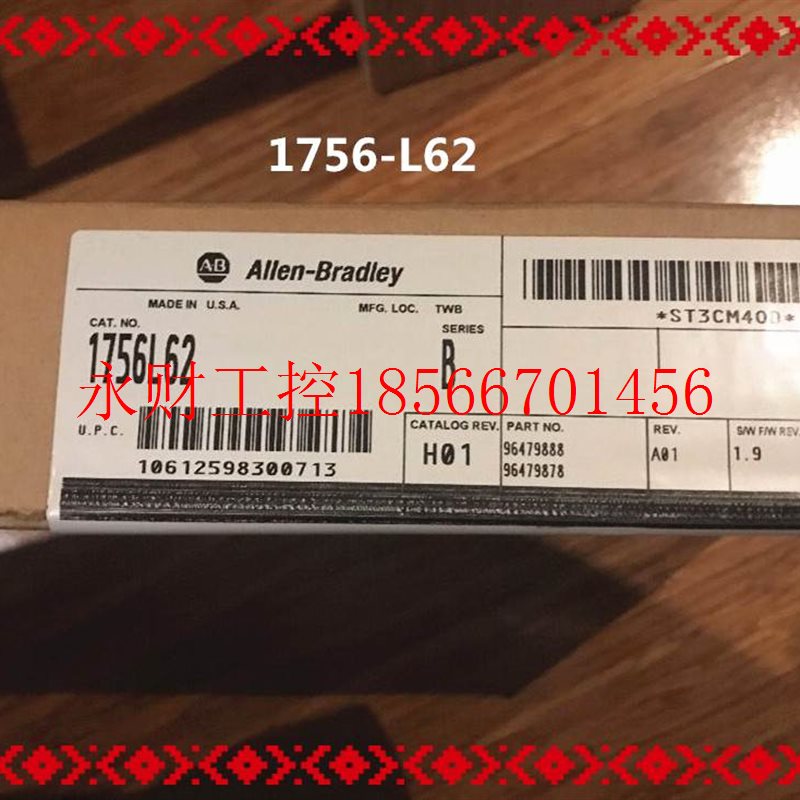 1756-L62
AB Allen-Bradley
MADE IN U.S.A.
MFG. LOC. TWB
*ST3CM40D*
CAT. NO.
SERIES
1756L62
B
永财工控18566701456
U.P.C.
10612598300713
CATALOG REV.
H01
PART NO.
96479888
96479878
REV.
A01
S/W F/W REV.
1.9